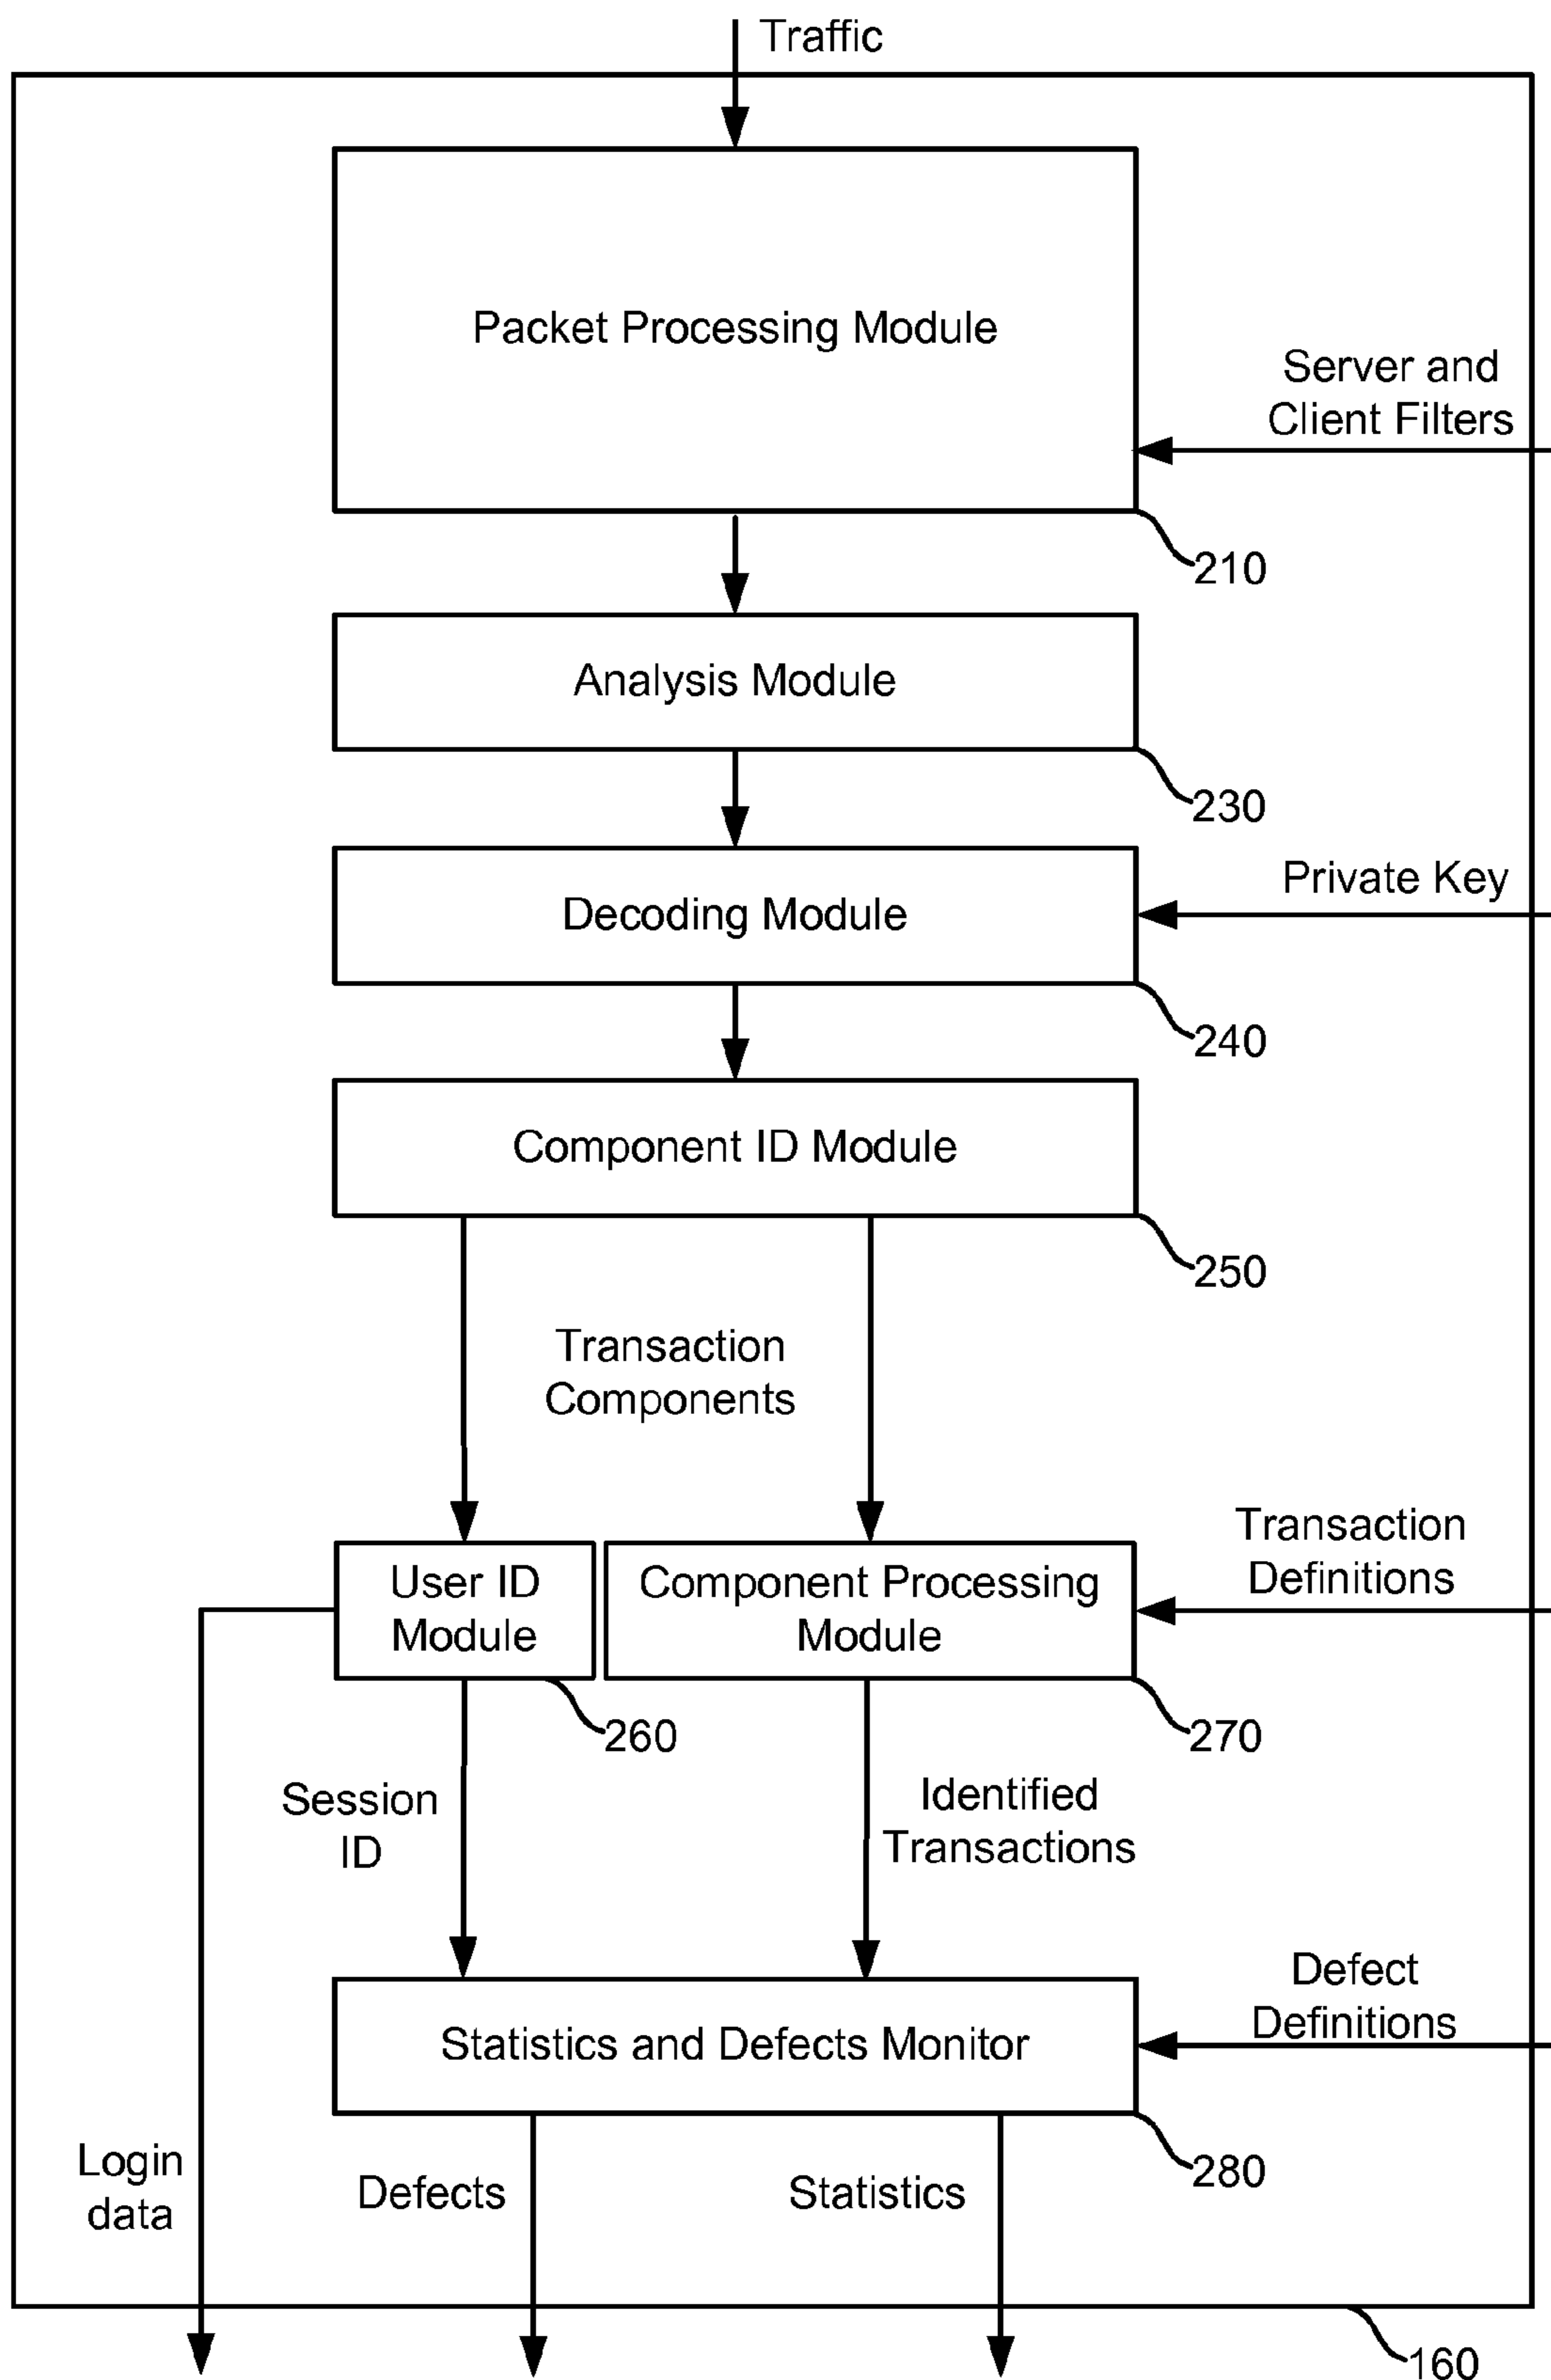 Traffic
Packet Processing Module
Server and
Client Filters
210
Analysis Module
230
Private Key
Decoding Module
240
Component ID Module
250
Transaction
Components
Transaction
Definitions
User ID
Module
Component Processing
Module
260
270
Session
ID
Identified
Transactions
Defect
Definitions
Statistics and Defects Monitor
280
Login
data
Defects
Statistics
160